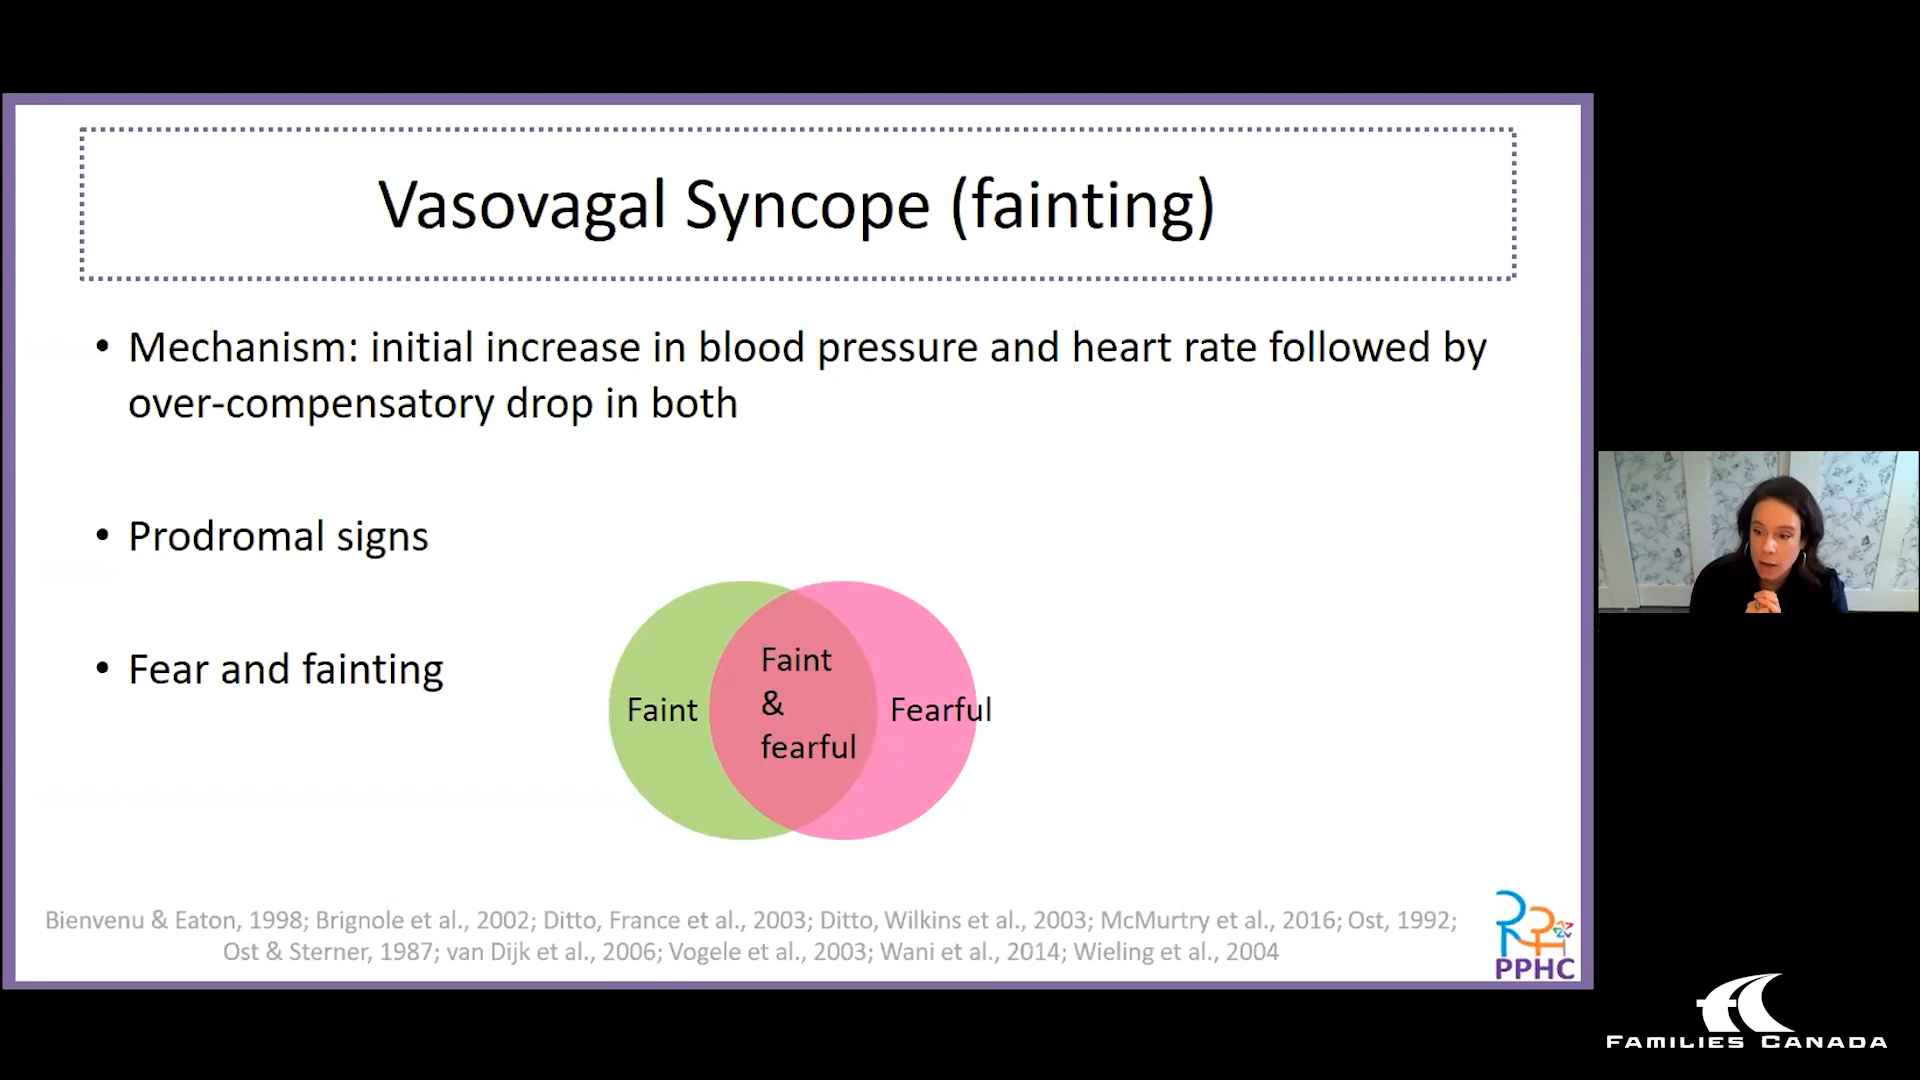 Vasovagal Syncope (fainting)
• Mechanism: initial increase in blood pressure and heart rate followed by
over-compensatory drop in both
• Prodromal signs
• Fear and fainting
Faint
Faint
&
fearful
Fearful
Bienvenu & Eaton, 1998; Brignole et al., 2002; Ditto, France et al., 2003; Ditto, Wilkins et al., 2003; McMurtry et al., 2016; Ost, 1992;
Ost & Sterner, 1987; van Dijk et al., 2006; Vogele et al., 2003; Wani et al., 2014; Wieling et al., 2004
PPHC
FAMILIES CANADA